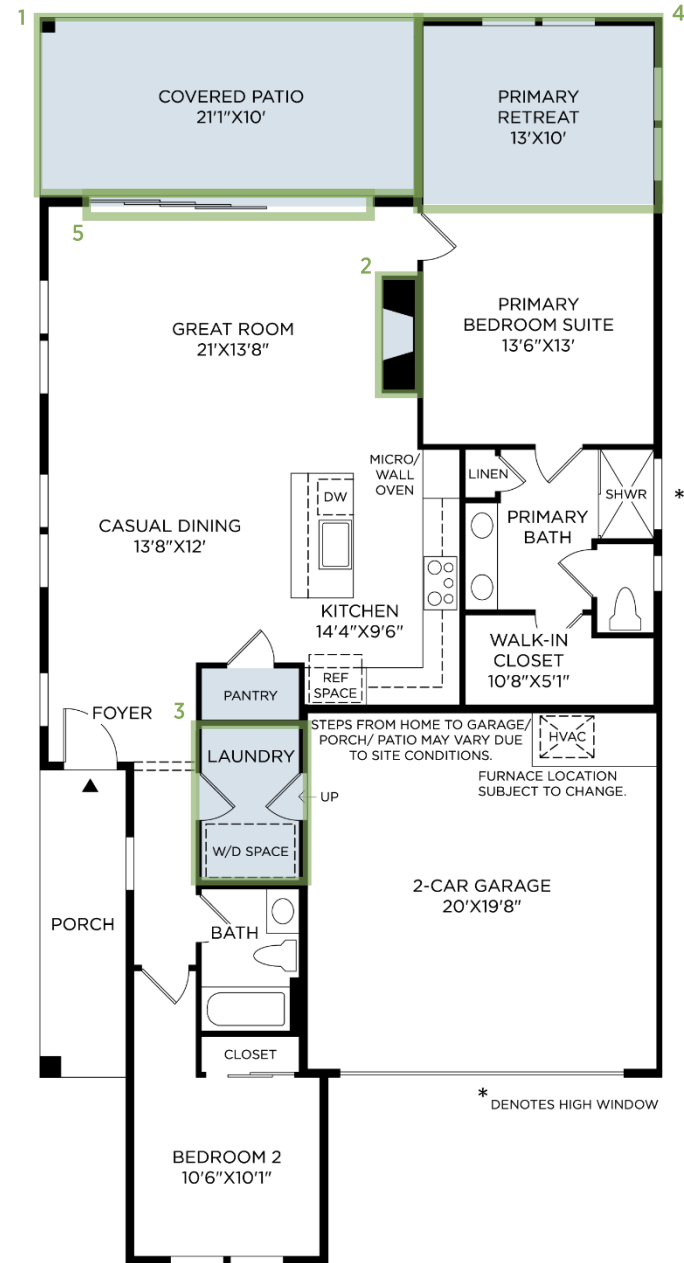 1
4
COVERED PATIO
21'1"X10'
PRIMARY
RETREAT
13'X10'
5
2
GREAT ROOM
21'X13'8"
PRIMARY
BEDROOM SUITE
13'6"X13'
MICRO/
WALL
OVEN
LINEN
SHWR
*
DW
PRIMARY
BATH
CASUAL DINING
13'8"X12'
KITCHEN
14'4"X9'6"
WALK-IN
CLOSET
10'8"X5'1"
REF
SPACE
PANTRY
FOYER
3
LAUNDRY
STEPS FROM HOME TO GARAGE/
PORCH/ PATIO MAY VARY DUE
TO SITE CONDITIONS.
HVAC
FURNACE LOCATION
SUBJECT TO CHANGE.
UP
W/D SPACE
2-CAR GARAGE
20'X19'8"
PORCH
BATH
CLOSET
* DENOTES HIGH WINDOW
BEDROOM 2
10'6"X10'1"